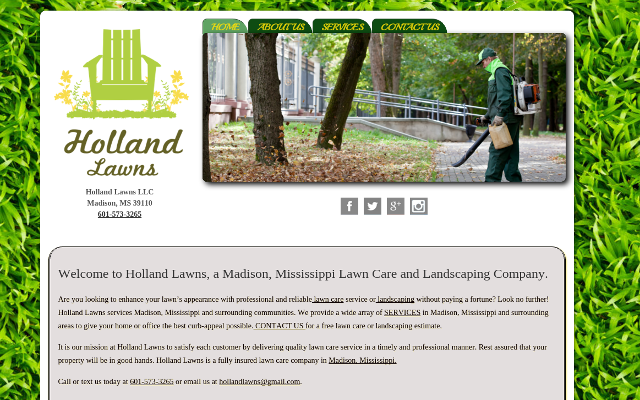 HOME ABOUT US SERVICES CONTACT US
Holland
Lawns
Holland Lawns LLC
Madison, MS 39110
601-573-3265
Welcome to Holland Lawns, a Madison, Mississippi Lawn Care and Landscaping Company.
Are you looking to enhance your lawn's appearance with professional and reliable lawn care service or landscaping without paying a fortune? Look no further!
Holland Lawns services Madison, Mississippi and surrounding communities. We provide a wide array of SERVICES in Madison, Mississippi and surrounding
areas to give your home or office the best curb-appeal possible. CONTACT US for a free lawn care or landscaping estimate.
It is our mission at Holland Lawns to satisfy each customer by delivering quality lawn care service in a timely and professional manner. Rest assured that your
property will be in good hands. Holland Lawns is a fully insured lawn care company in Madison, Mississippi.
Call or text us today at 601-573-3265 or email us at hollandlawns@gmail.com.